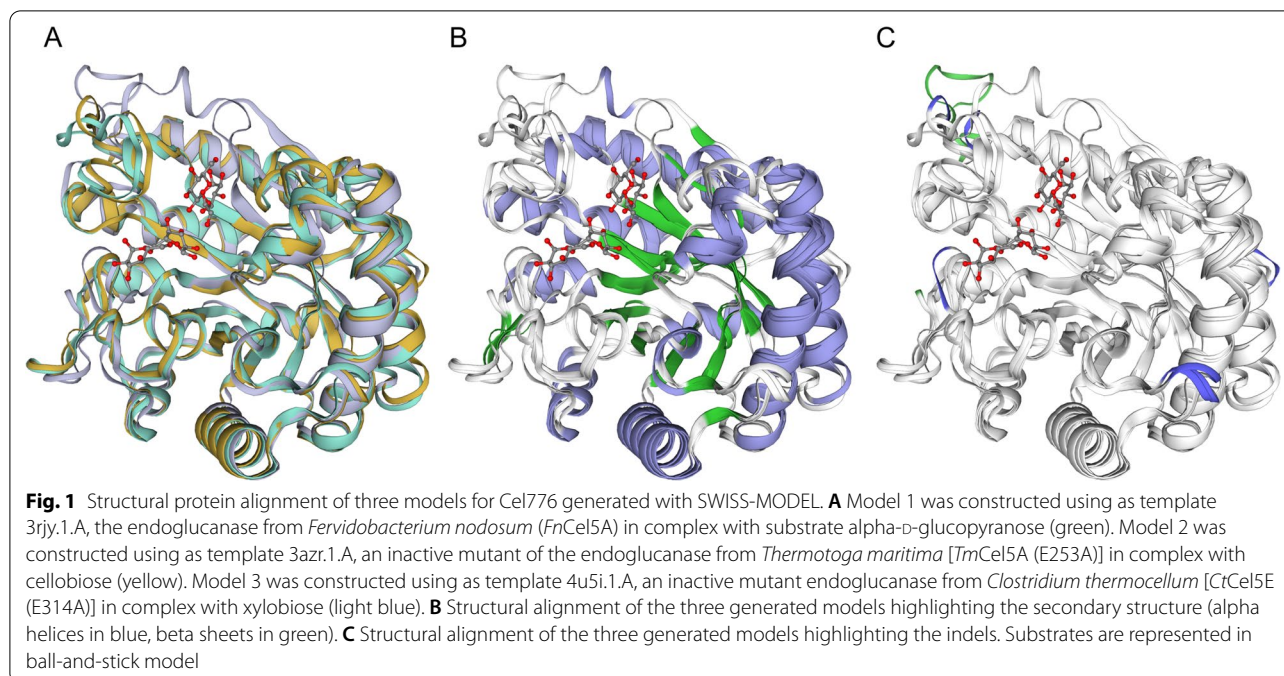 A
B
C
Fig. 1 Structural protein alignment of three models for Cel776 generated with SWISS-MODEL. A Model 1 was constructed using as template
3rjy.1.A, the endoglucanase from Fervidobacterium nodosum (FnCel5A) in complex with substrate alpha-D-glucopyranose (green). Model 2 was
constructed using as template 3azr.1.A, an inactive mutant of the endoglucanase from Thermotoga maritima [TmCel5A (E253A)] in complex with
cellobiose (yellow). Model 3 was constructed using as template 4u5i.1.A, an inactive mutant endoglucanase from Clostridium thermocellum [CtCel5E
(E314A)] in complex with xylobiose (light blue). B Structural alignment of the three generated models highlighting the secondary structure (alpha
helices in blue, beta sheets in green). C Structural alignment of the three generated models highlighting the indels. Substrates are represented in
ball-and-stick model